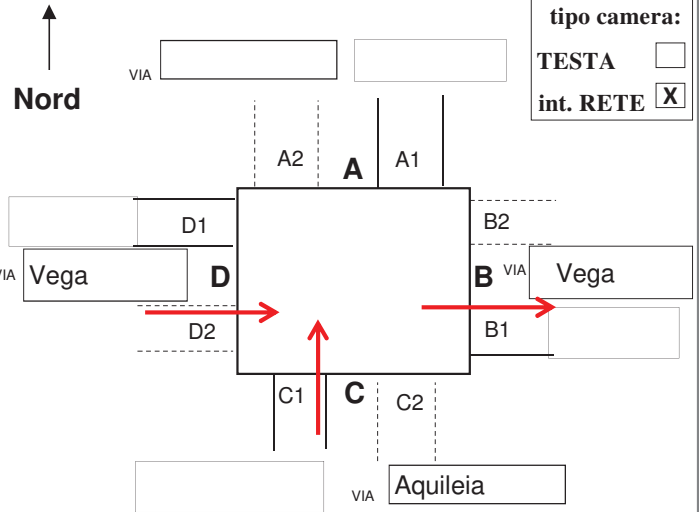 tipo camera:
TESTA
int. RETE X
Nord
VIA
A2 A A1
D1 B2
VIA Vega D B VIA Vega
D2 B1
C1 C C2
VIA Aquileia